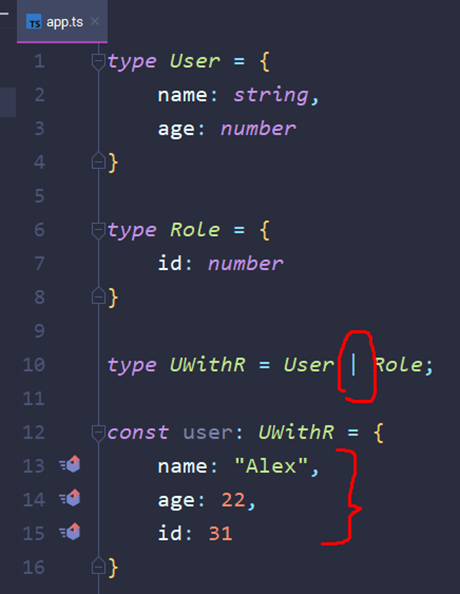 TS app.ts ×
1 type User = {
2 name: string,
3 age: number
4 }
5
6 type Role = {
7 id: number
8 }
9
10 type UWithR = User | Role;
11
12 const user: UWithR = {
13 name: "Alex",
14 age: 22,
15 id: 31
16 }